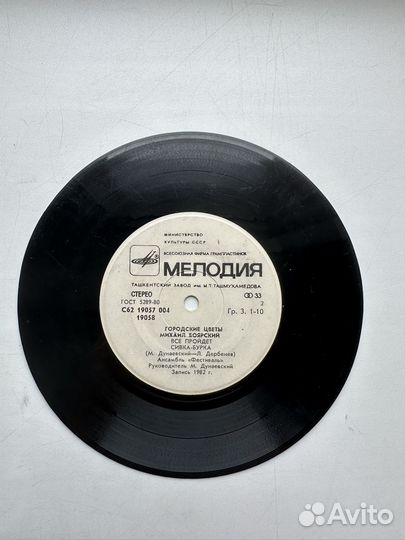 МИНИСТЕРСТВО
КУЛЬТУРЫ СССР
ВСЕСОЮЗНАЯ ФИРМА ГРАМПЛАСТИНОК
МЕЛОДИЯ
ТАШКЕНТСКИЙ ЗАВОД ИМ. М.Т.ТАШМУХАМЕДОВА
СТЕРЕО 33
ГОСТ 5289-80 2
С62 19057 004 Гр. 3. 1-10
19058
ГОРОДСКИЕ ЦВЕТЫ
МИХАИЛ БОЯРСКИЙ
ВСЕ ПРОЙДЕТ
СИВКА-БУРКА
(М. Дунаевский—Л. Дербенев)
Ансамбль «Фестиваль»
Руководитель М. Дунаевский
Запись 1982 г.
Avito